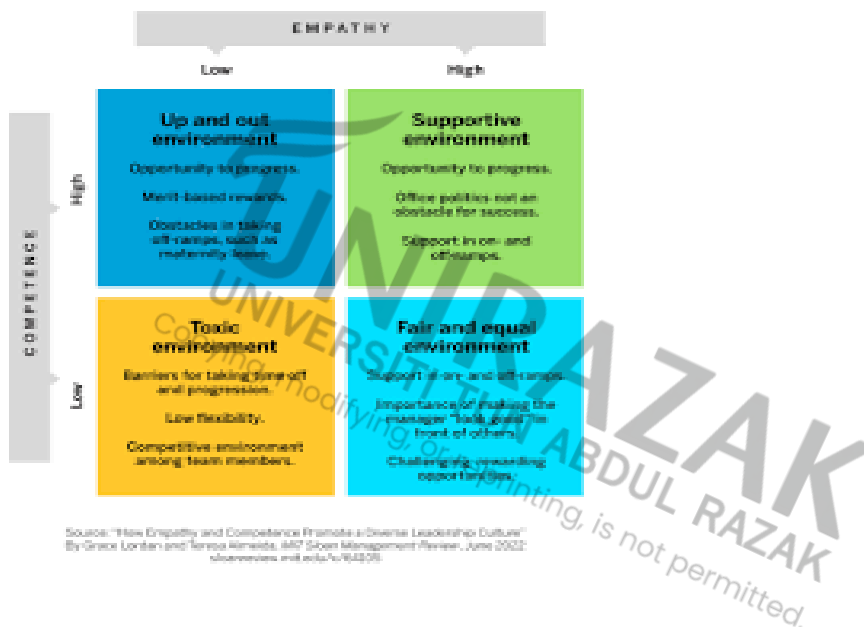 EMPATHY
Low
High
COMPETENCE
High
Up and out
environment
Opportunity to progress.
Merit-based rewards.
Obstacles in taking
off-ramps, such as
maternity leave.
Supportive
environment
Opportunity to progress.
Office politics not an
obstacle for success.
Support in on- and
off-ramps.
Low
Toxic
environment
Barriers for taking time off
and progression.
Low flexibility.
Competitive environment
among team members.
Fair and equal
environment
Support in on- and off-ramps.
Importance of making the
manager "look good" in
front of others.
Challenging, rewarding
opportunities.
Source: "How Empathy and Competence Promote a Diverse Leadership Culture"
By Grace Lordan and Teresa Almeida, MIT Sloan Management Review, June 2022
UNIRAZAK
UNIVERSITI TUN ABDUL RAZAK
Copying, modifying, or reprinting, is not permitted.